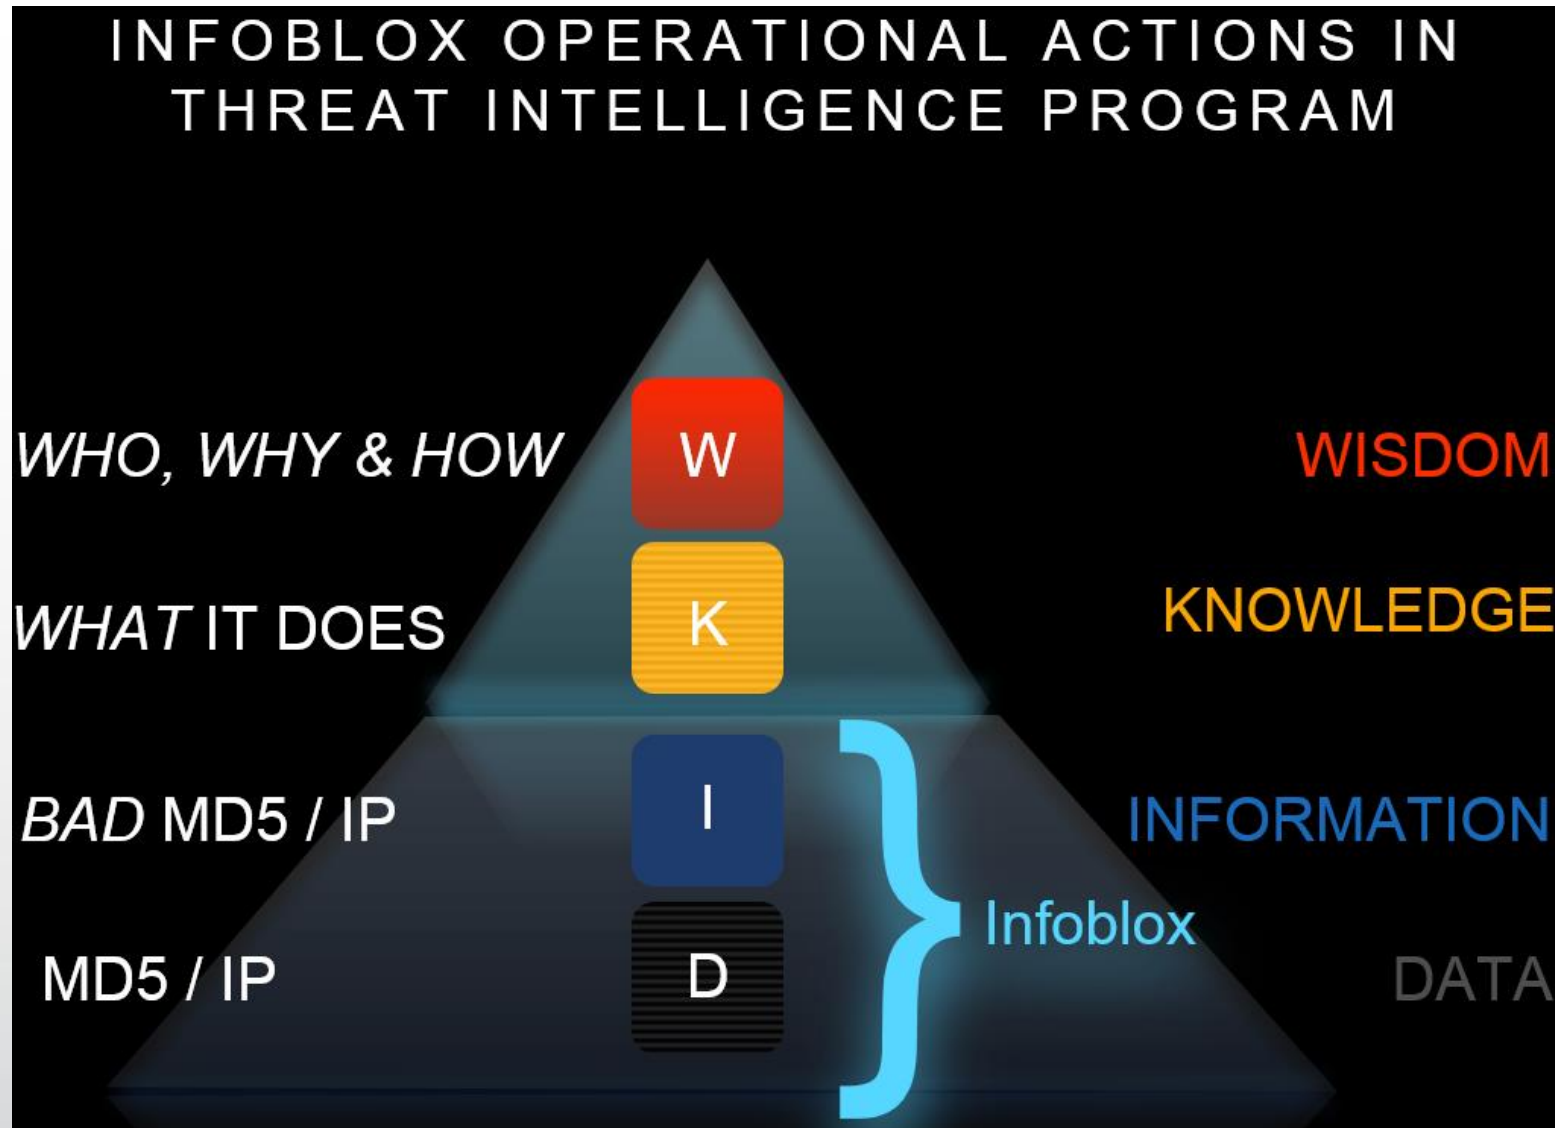 INFOBLOX OPERATIONAL ACTIONS IN
THREAT INTELLIGENCE PROGRAM
WHO, WHY & HOW
W
WISDOM
WHAT IT DOES
K
KNOWLEDGE
BAD MD5 / IP
I
INFORMATION
Infoblox
MD5 / IP
D
DATA